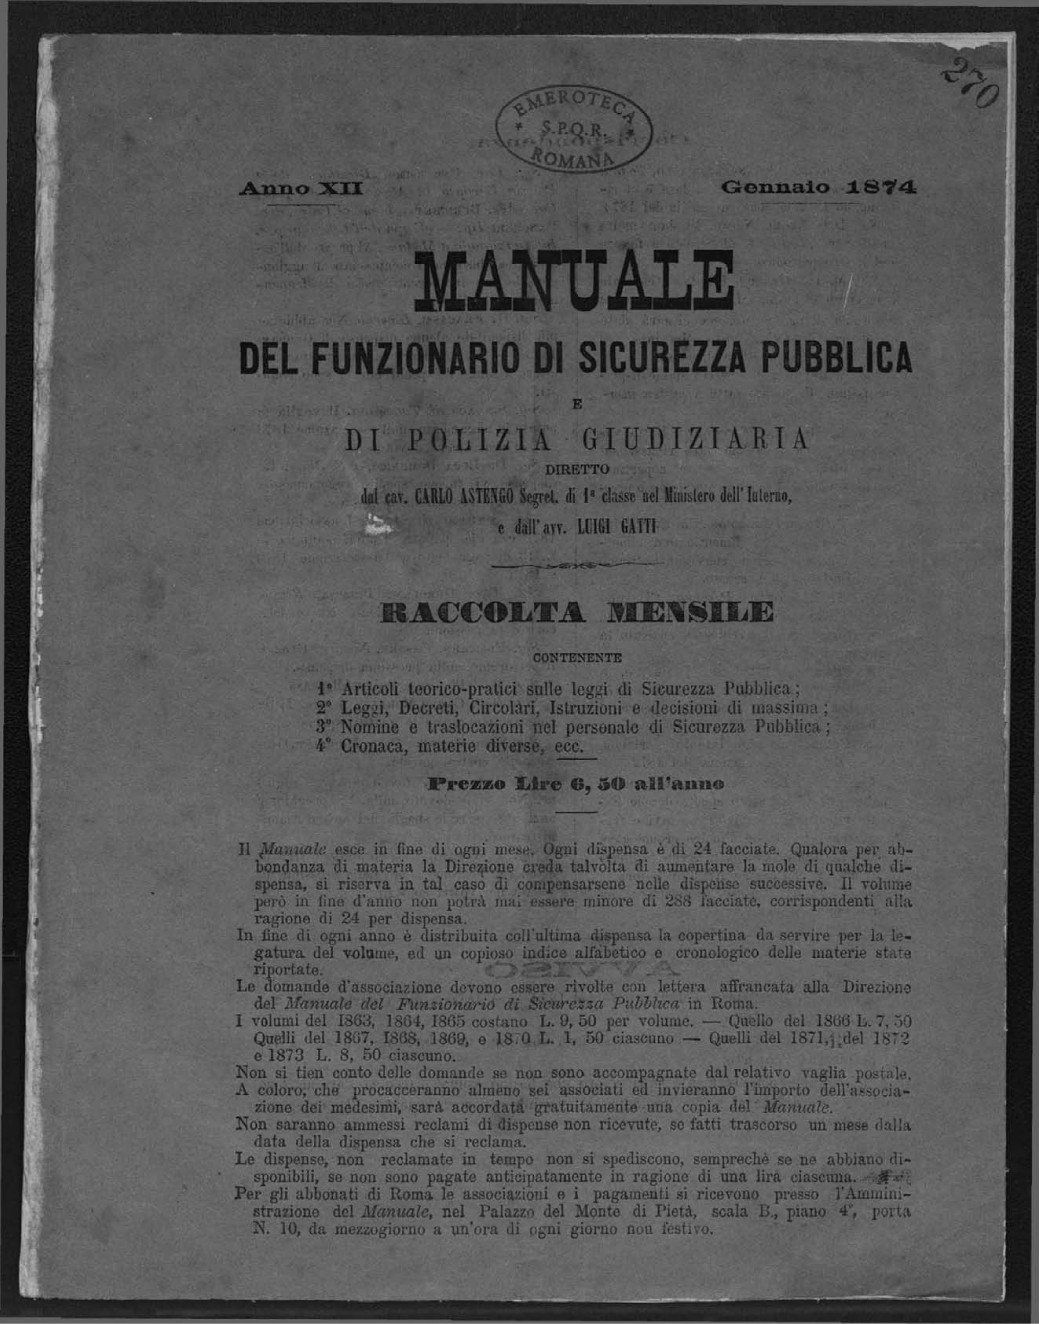 270
EMEROTECA
S.P.Q.R.
ROMANA
Anno XII Gennaio 1874
MANUALE
DEL FUNZIONARIO DI SICUREZZA PUBBLICA
E
DI POLIZIA GIUDIZIARIA
DIRETTO
dal cav. CARLO ASTENGO Segret. di 1ª classe nel Ministero dell' Interno,
e dall' avv. LUIGI GATTI
RACCOLTA MENSILE
CONTENENTE
1° Articoli teorico-pratici sulle leggi di Sicurezza Pubblica;
2° Leggi, Decreti, Circolari, Istruzioni e decisioni di massima;
3° Nomine e traslocazioni nel personale di Sicurezza Pubblica;
4° Cronaca, materie diverse, ecc.
Prezzo Lire 6, 50 all'anno
Il Manuale esce in fine di ogni mese. Ogni dispensa è di 24 facciate. Qualora per ab-
bondanza di materia la Direzione creda talvolta di aumentare la mole di qualche di-
spensa, si riserva in tal caso di compensarsene nelle dispense successive. Il volume
però in fine d'anno non potrà mai essere minore di 288 facciate, corrispondenti alla
ragione di 24 per dispensa.
In fine di ogni anno è distribuita coll'ultima dispensa la copertina da servire per la le-
gatura del volume, ed un copioso indice alfabetico e cronologico delle materie state
riportate.
Le domande d'associazione devono essere rivolte con lettera affrancata alla Direzione
del Manuale del Funzionario di Sicurezza Pubblica in Roma.
I volumi del 1863, 1864, 1865 costano L. 9, 50 per volume. — Quello del 1866 L. 7, 50
Quelli del 1867, 1868, 1869, e 1870 L. 1, 50 ciascuno — Quelli del 1871, del 1872
e 1873 L. 8, 50 ciascuno.
Non si tien conto delle domande se non sono accompagnate dal relativo vaglia postale.
A coloro, che procacceranno almeno sei associati ed invieranno l'importo dell'associa-
zione dei medesimi, sarà accordata gratuitamente una copia del Manuale.
Non saranno ammessi reclami di dispense non ricevute, se fatti trascorso un mese dalla
data della dispensa che si reclama.
Le dispense, non reclamate in tempo non si spediscono, sempreché se ne abbiano di-
sponibili, se non sono pagate anticipatamente in ragione di una lira ciascuna.
Per gli abbonati di Roma le associazioni e i pagamenti si ricevono presso l'Ammini-
strazione del Manuale, nel Palazzo del Monte di Pietà, scala B., piano 4°, porta
N. 10, da mezzogiorno a un'ora di ogni giorno non festivo.